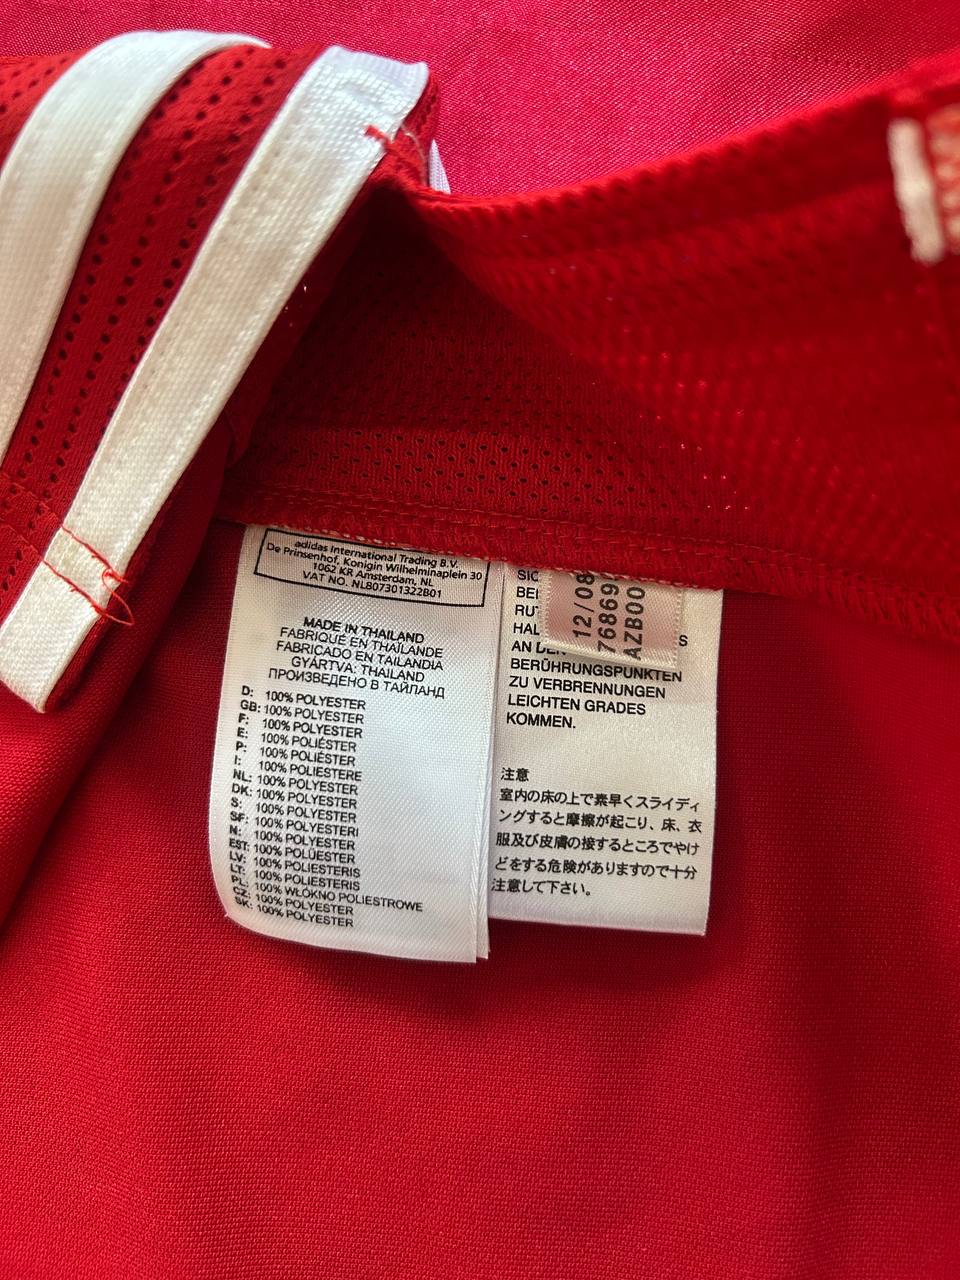 adidas International Trading B.V.
De Prinsenhof, Konigin Wilhelminaplein 30
1062 KR Amsterdam, NL
VAT NO. NL807301322B01
MADE IN THAILAND
FABRIQUÉ EN THAÏLANDE
FABRICADO EN TAILANDIA
GYÁRTVA: THAILAND
ПРОИЗВЕДЕНО В ТАЙЛАНД
D: 100% POLYESTER
GB: 100% POLYESTER
F: 100% POLYESTER
E: 100% POLIÉSTER
P: 100% POLIÉSTER
I: 100% POLIESTERE
NL: 100% POLYESTER
DK: 100% POLYESTER
S: 100% POLYESTER
SF: 100% POLYESTERI
N: 100% POLYESTER
EST: 100% POLÜESTER
LV: 100% POLIESTERIS
LT: 100% POLIESTERIS
PL: 100% WŁÓKNO POLIESTROWE
CZ: 100% POLYESTER
SK: 100% POLYESTER
12/08
76869
AZB00
AN DEN
BERÜHRUNGSPUNKTEN
ZU VERBRENNUNGEN
LEICHTEN GRADES
KOMMEN.
注意
室内の床の上で素早くスライディ
ングすると摩擦が起こり、床、衣
服及び皮膚の接するところでやけ
どをする危険がありますので十分
注意して下さい。